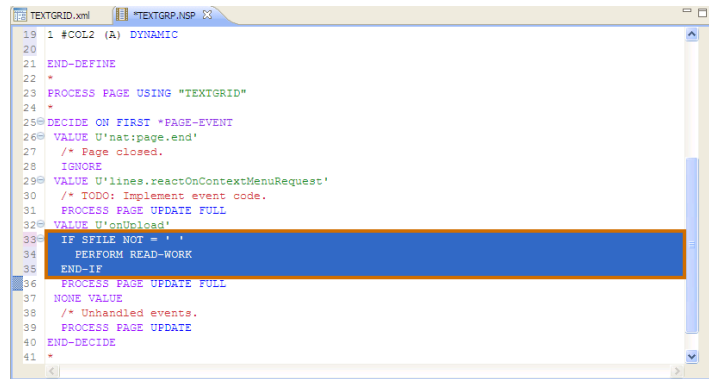 TEXTGRID.xml *TEXTGRP.NSP
19 1 #COL2 (A) DYNAMIC
20
21 END-DEFINE
22 *
23 PROCESS PAGE USING "TEXTGRID"
24 *
25 DECIDE ON FIRST *PAGE-EVENT
26 VALUE U'nat:page.end'
27 /* Page closed.
28 IGNORE
29 VALUE U'lines.reactOnContextMenuRequest'
30 /* TODO: Implement event code.
31 PROCESS PAGE UPDATE FULL
32 VALUE U'onUpload'
33 IF SFILE NOT = ' '
34 PERFORM READ-WORK
35 END-IF
36 PROCESS PAGE UPDATE FULL
37 NONE VALUE
38 /* Unhandled events.
39 PROCESS PAGE UPDATE
40 END-DECIDE
41 *